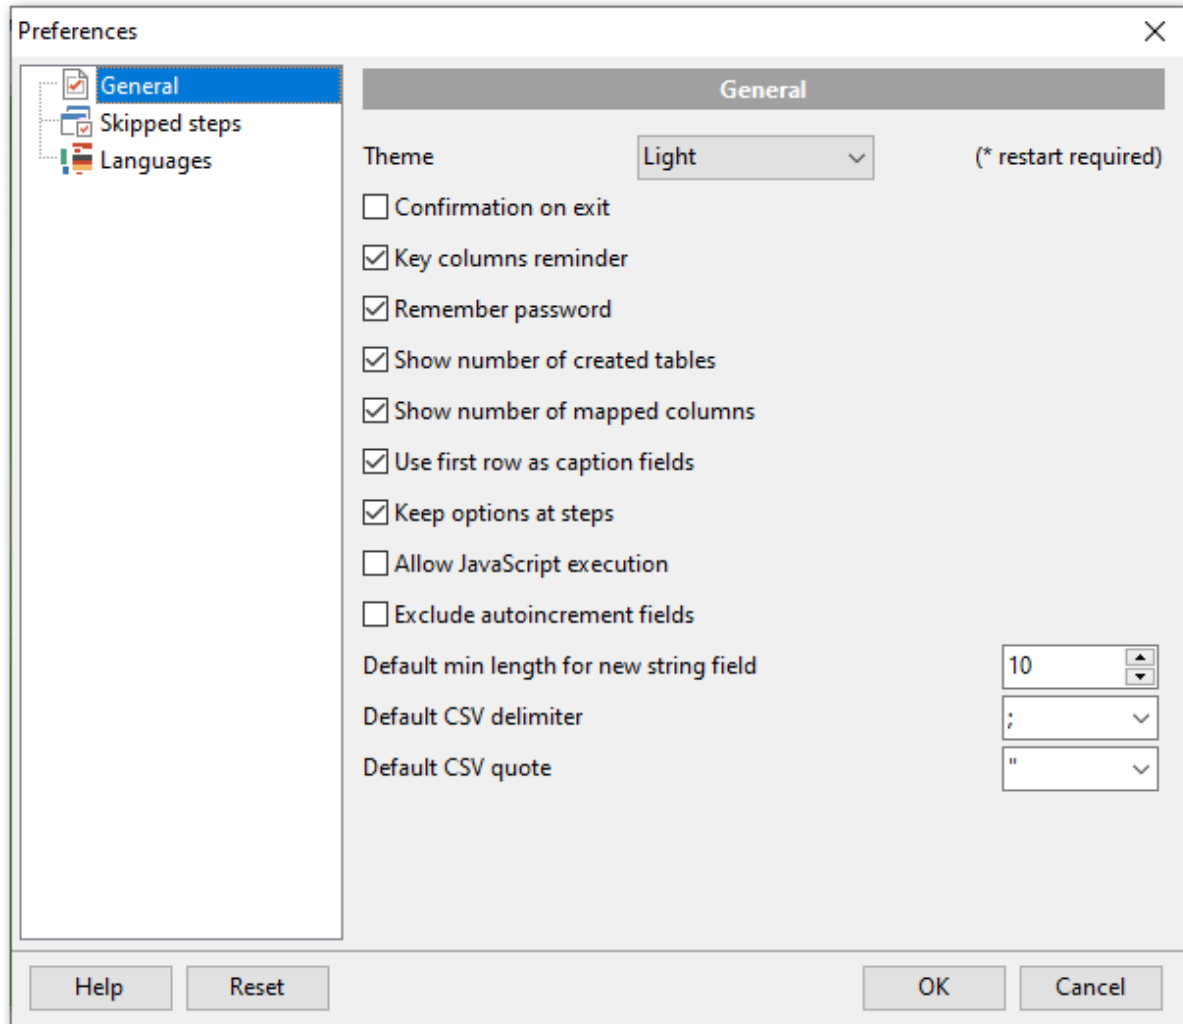 Preferences
General
Skipped steps
Languages
General
Theme Light (* restart required)
Confirmation on exit
Key columns reminder
Remember password
Show number of created tables
Show number of mapped columns
Use first row as caption fields
Keep options at steps
Allow JavaScript execution
Exclude autoincrement fields
Default min length for new string field 10
Default CSV delimiter ;
Default CSV quote "
Help Reset OK Cancel